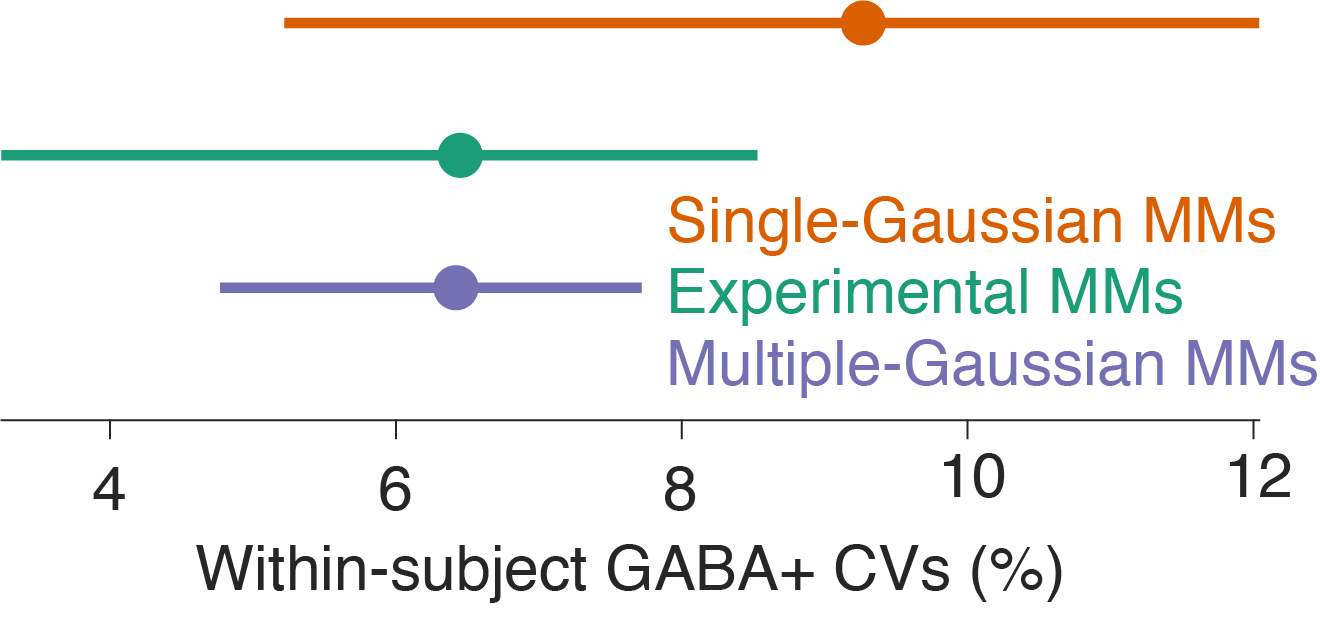 Single-Gaussian MMs
Experimental MMs
Multiple-Gaussian MMs
4 6 8 10 12
Within-subject GABA+ CVs (%)